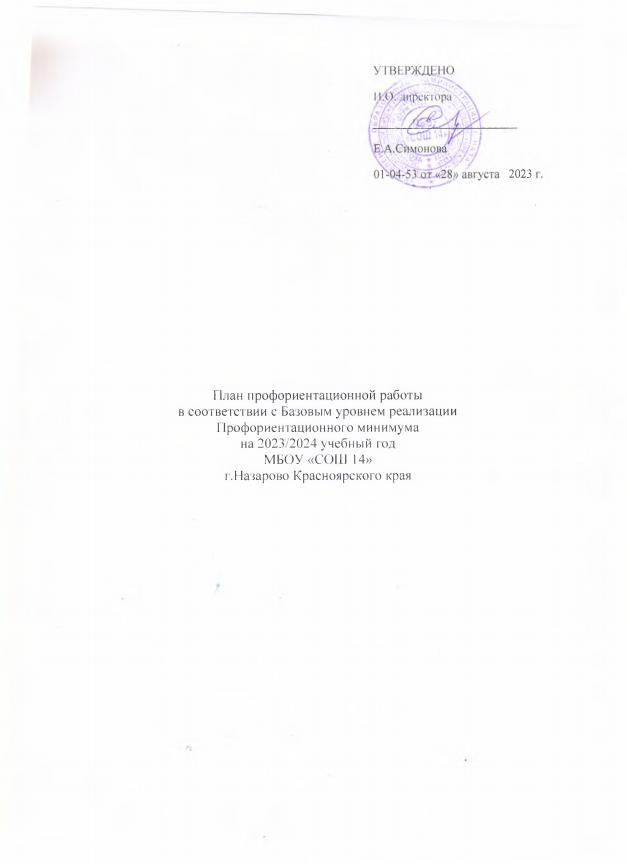 УТВЕРЖДЕНО
И.О. директора
Е.А.Симонова
01-04-53 от «28» августа 2023 г.
План профориентационной работы
в соответствии с Базовым уровнем реализации
Профориентационного минимума
на 2023/2024 учебный год
МБОУ «СОШ 14»
г.Назарово Красноярского края